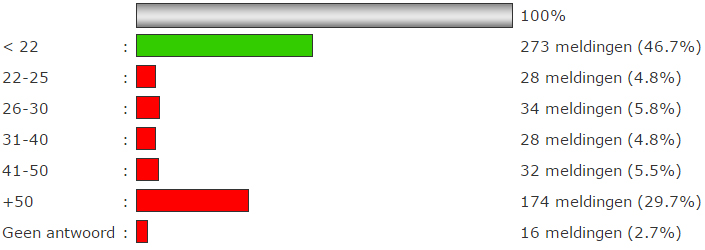 100%
< 22 : 273 meldingen (46.7%)
22-25 : 28 meldingen (4.8%)
26-30 : 34 meldingen (5.8%)
31-40 : 28 meldingen (4.8%)
41-50 : 32 meldingen (5.5%)
+50 : 174 meldingen (29.7%)
Geen antwoord : 16 meldingen (2.7%)